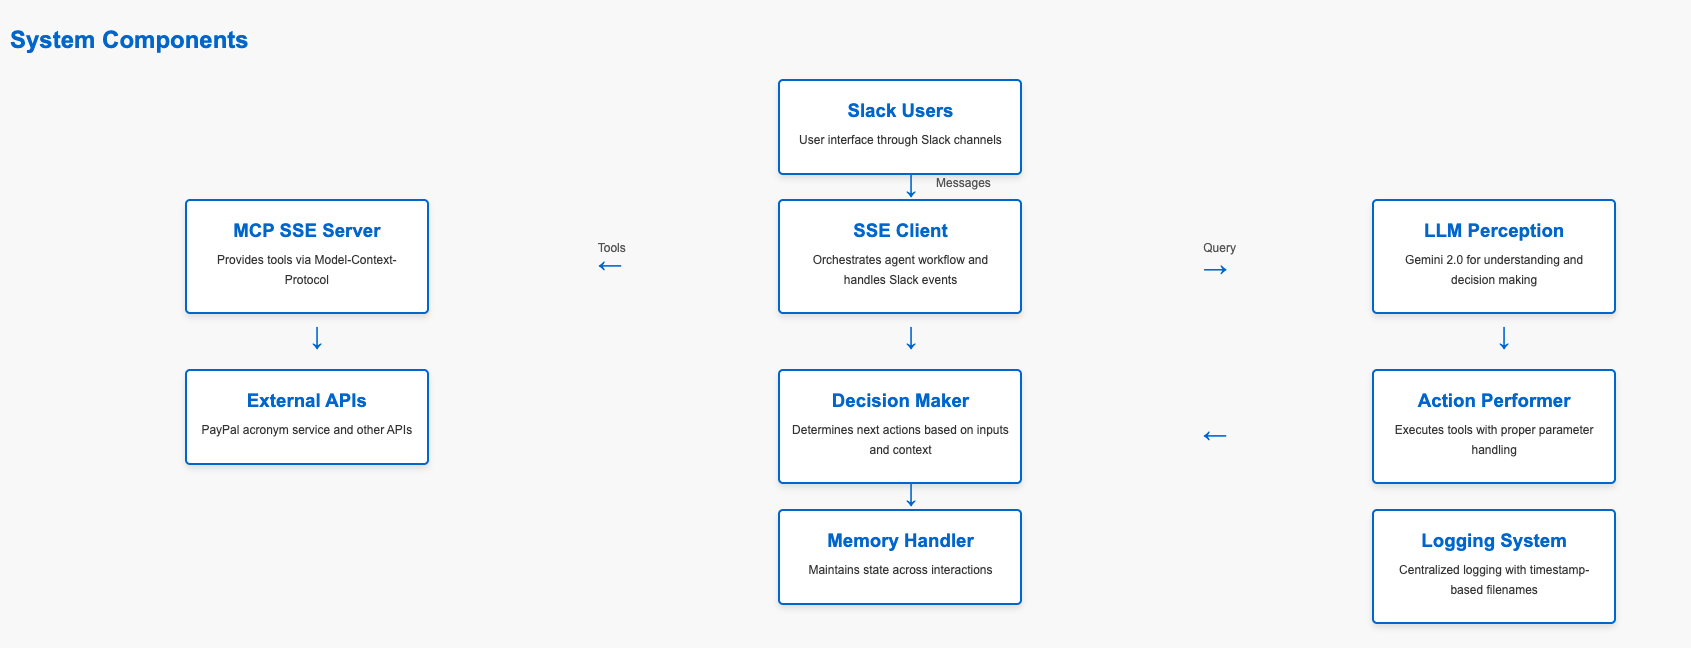 System Components
Slack Users
User interface through Slack channels
↓
Messages
MCP SSE Server
Provides tools via Model-Context-
Protocol
Tools
←
SSE Client
Orchestrates agent workflow and
handles Slack events
Query
→
LLM Perception
Gemini 2.0 for understanding and
decision making
↓
↓
↓
External APIs
PayPal acronym service and other APIs
Decision Maker
Determines next actions based on inputs
and context
←
Action Performer
Executes tools with proper parameter
handling
↓
Memory Handler
Maintains state across interactions
Logging System
Centralized logging with timestamp-
based filenames